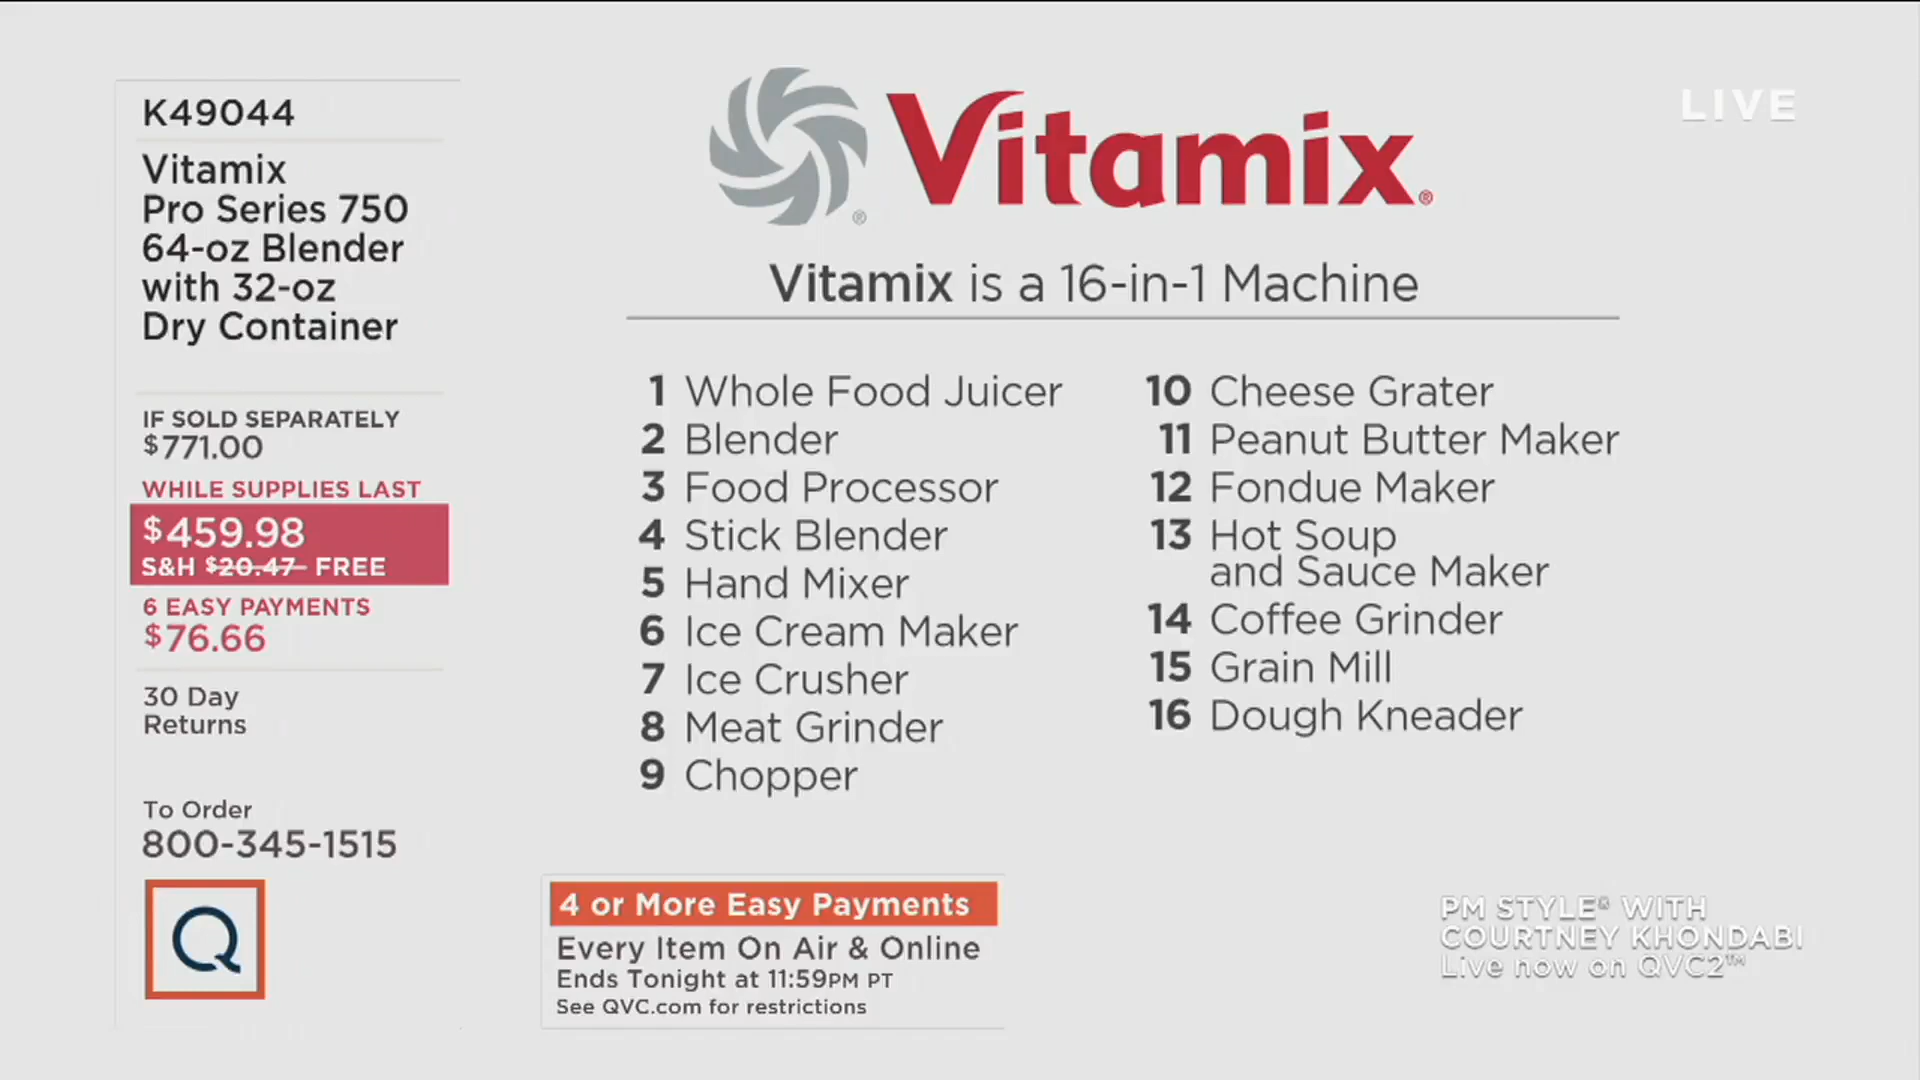 K49044
Vitamix
Pro Series 750
64-oz Blender
with 32-oz
Dry Container
IF SOLD SEPARATELY
$771.00
WHILE SUPPLIES LAST
$459.98
S&H $20.47 FREE
6 EASY PAYMENTS
$76.66
30 Day
Returns
To Order
800-345-1515
Q
Vitamix®
Vitamix is a 16-in-1 Machine
1 Whole Food Juicer
2 Blender
3 Food Processor
4 Stick Blender
5 Hand Mixer
6 Ice Cream Maker
7 Ice Crusher
8 Meat Grinder
9 Chopper
10 Cheese Grater
11 Peanut Butter Maker
12 Fondue Maker
13 Hot Soup
and Sauce Maker
14 Coffee Grinder
15 Grain Mill
16 Dough Kneader
4 or More Easy Payments
Every Item On Air & Online
Ends Tonight at 11:59PM PT
See QVC.com for restrictions
LIVE
PM STYLE® WITH
COURTNEY KHONDABI
Live now on QVC2™